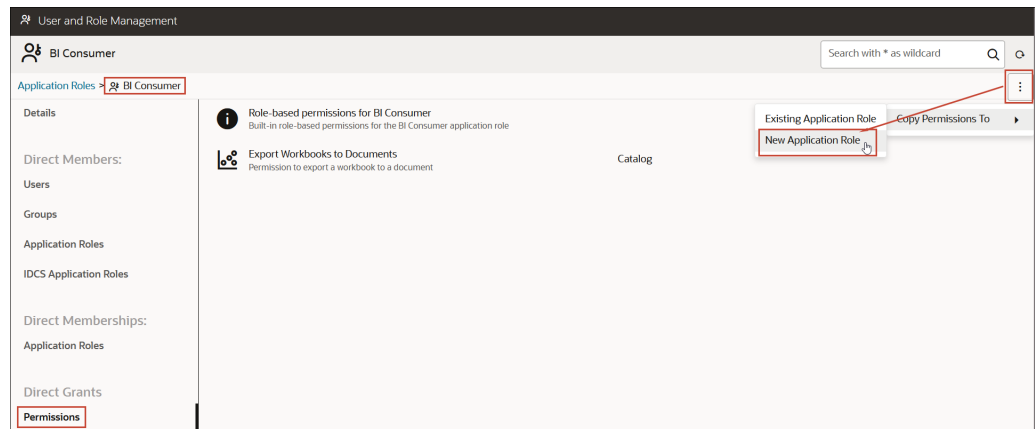 User and Role Management
BI Consumer
Search with * as wildcard
Application Roles > BI Consumer
Details
Role-based permissions for BI Consumer
Built-in role-based permissions for the BI Consumer application role
Existing Application Role
Copy Permissions To
New Application Role
Direct Members:
Export Workbooks to Documents
Permission to export a workbook to a document
Catalog
Users
Groups
Application Roles
IDCS Application Roles
Direct Memberships:
Application Roles
Direct Grants
Permissions